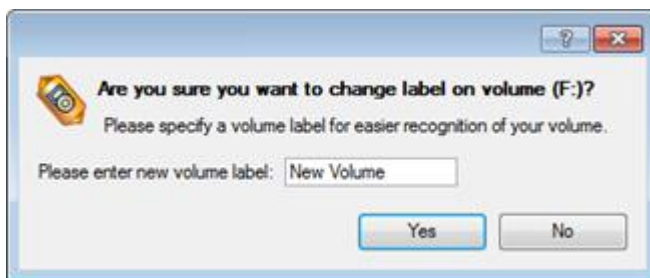 Are you sure you want to change label on volume (F:)?
Please specify a volume label for easier recognition of your volume.
Please enter new volume label: New Volume
Yes No